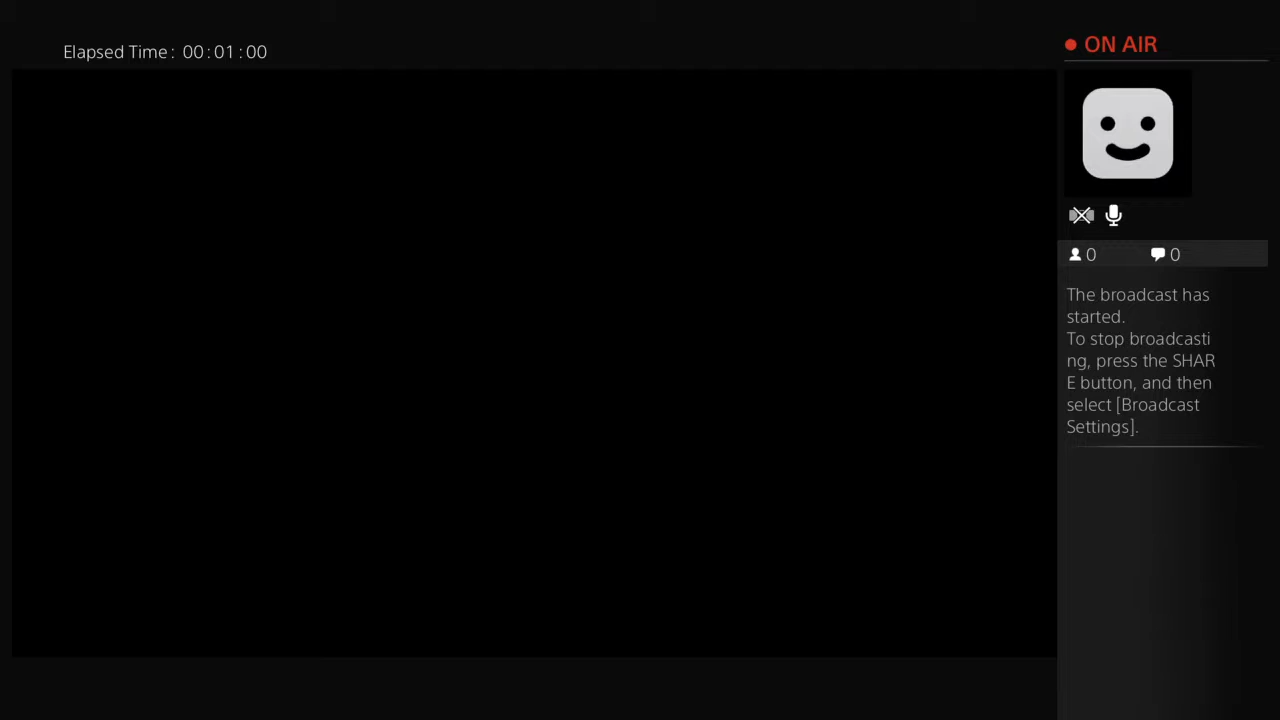 Elapsed Time: 00:01:00
ON AIR
0 0
The broadcast has
started.
To stop broadcasti
ng, press the SHAR
E button, and then
select [Broadcast
Settings].